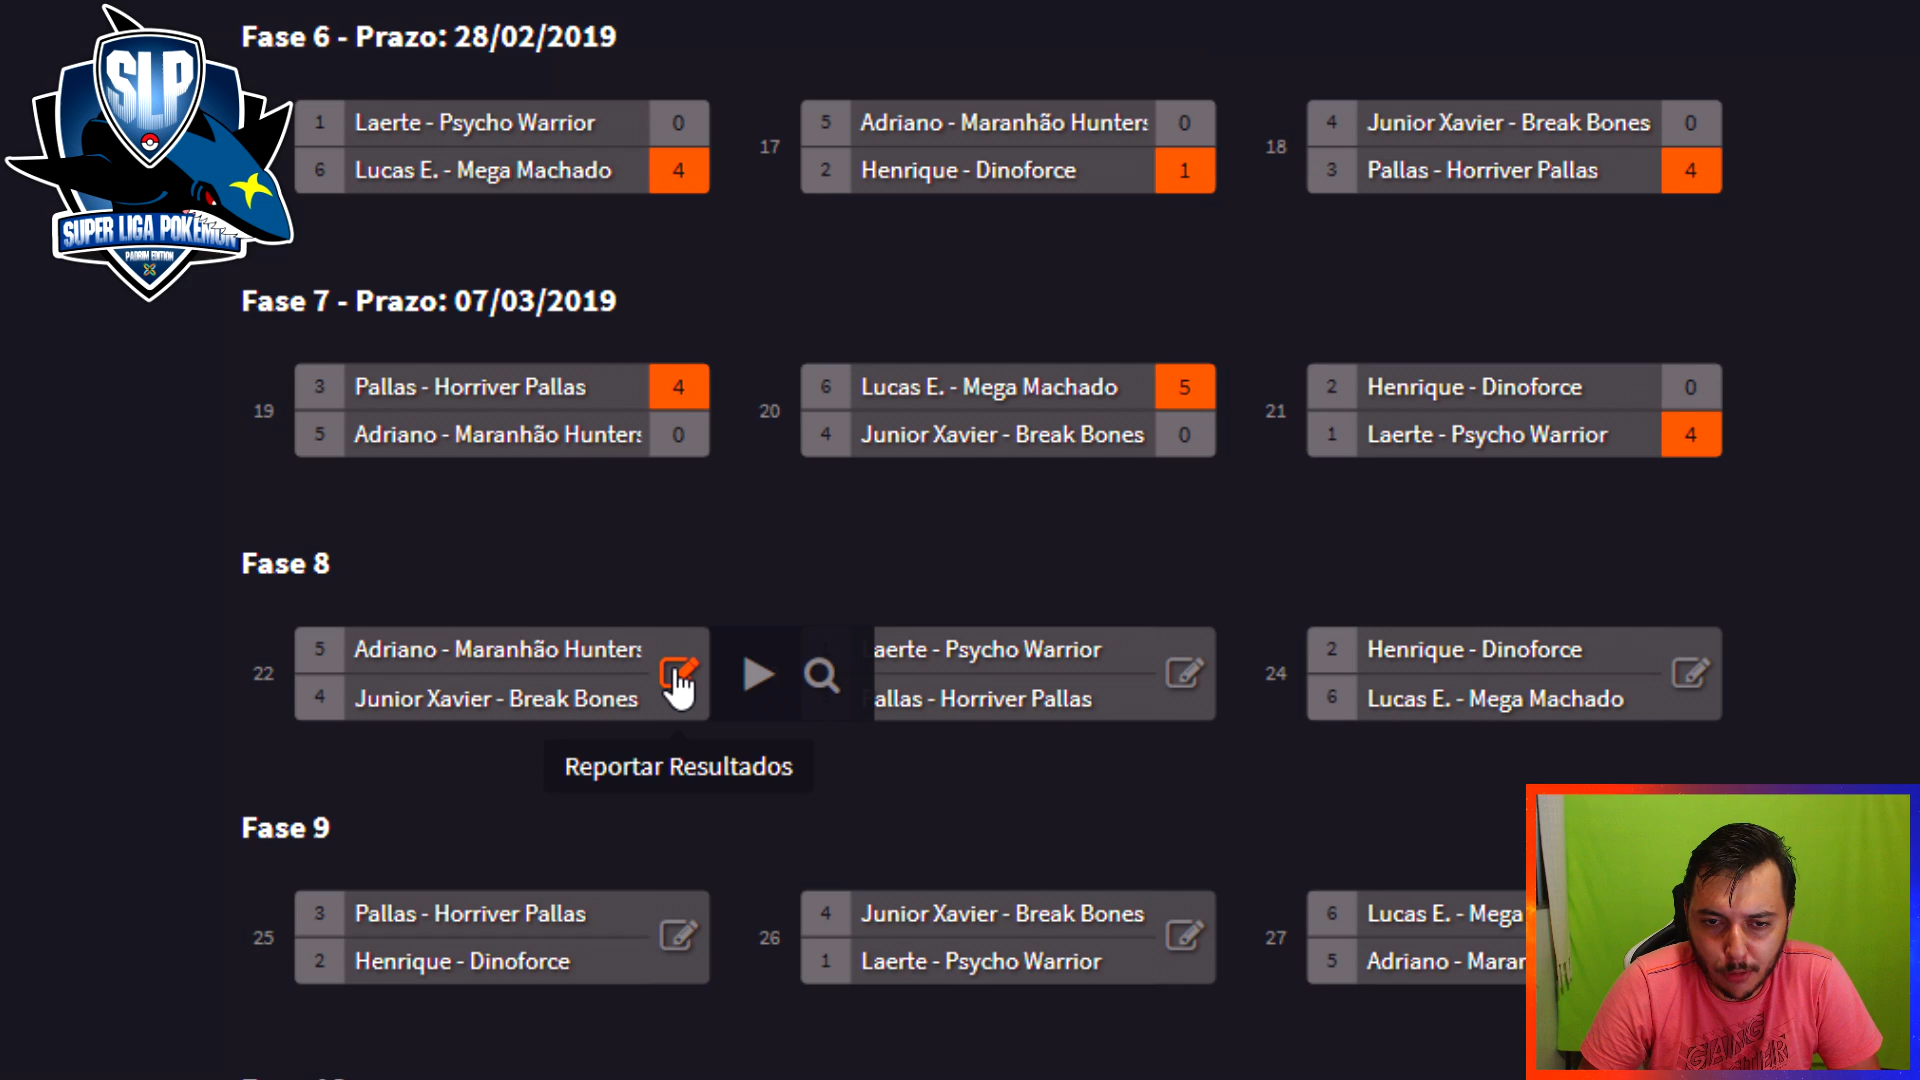 SLP
SUPER LIGA POKÉMON
PADRIM EDITION
Fase 6 - Prazo: 28/02/2019
1 Laerte - Psycho Warrior 0
6 Lucas E. - Mega Machado 4
17
5 Adriano - Maranhão Hunters 0
2 Henrique - Dinoforce 1
18
4 Junior Xavier - Break Bones 0
3 Pallas - Horriver Pallas 4
Fase 7 - Prazo: 07/03/2019
19
3 Pallas - Horriver Pallas 4
5 Adriano - Maranhão Hunters 0
20
6 Lucas E. - Mega Machado 5
4 Junior Xavier - Break Bones 0
21
2 Henrique - Dinoforce 0
1 Laerte - Psycho Warrior 4
Fase 8
22
5 Adriano - Maranhão Hunters
4 Junior Xavier - Break Bones
aerte - Psycho Warrior
allas - Horriver Pallas
24
2 Henrique - Dinoforce
6 Lucas E. - Mega Machado
Reportar Resultados
Fase 9
25
3 Pallas - Horriver Pallas
2 Henrique - Dinoforce
26
4 Junior Xavier - Break Bones
1 Laerte - Psycho Warrior
27
6 Lucas E. - Mega
5 Adriano - Marar